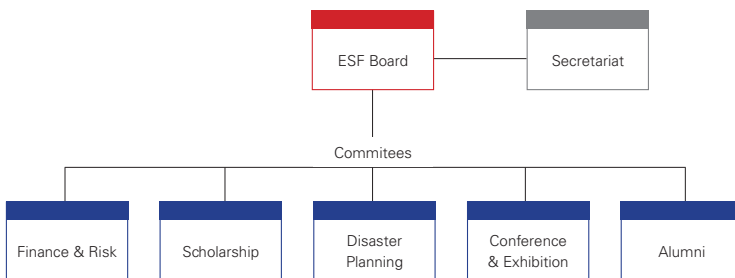 ESF Board
Secretariat
Commitees
Finance & Risk
Scholarship
Disaster
Planning
Conference
& Exhibition
Alumni